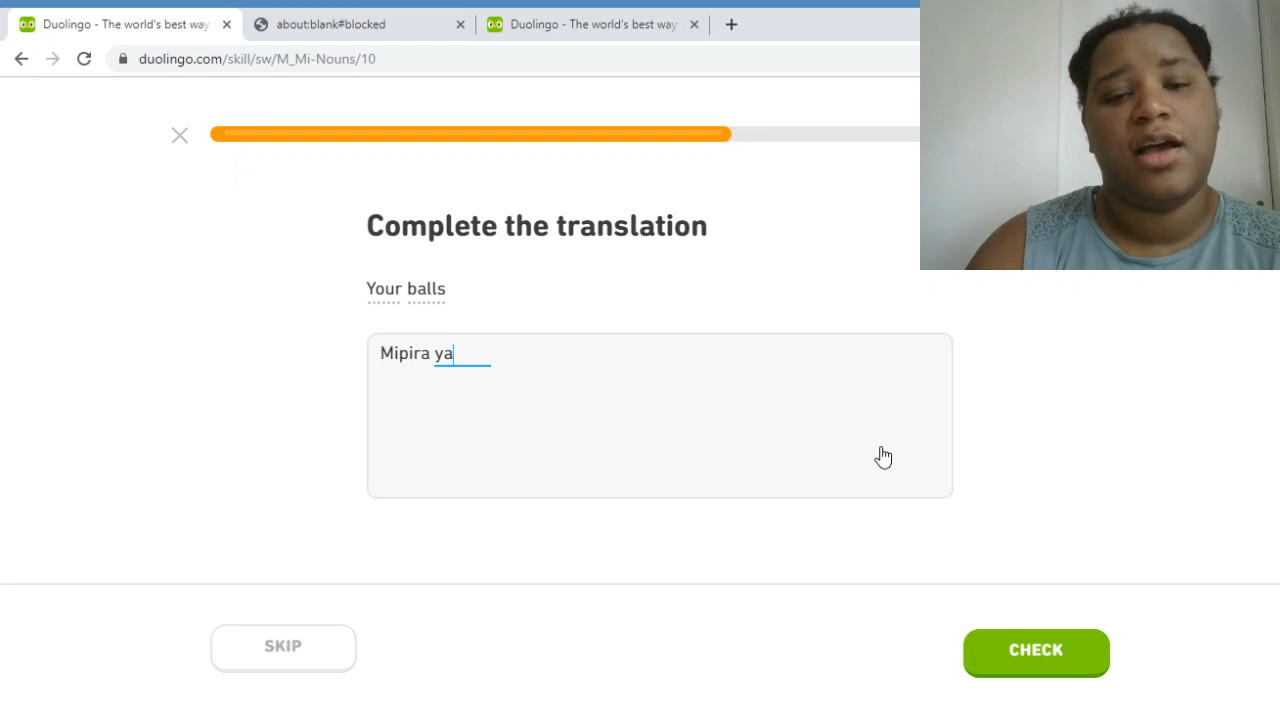 Duolingo - The world's best way
about:blank#blocked
Duolingo - The world's best way
duolingo.com/skill/sw/M_Mi-Nouns/10
Complete the translation
Your balls
Mipira ya
SKIP
CHECK